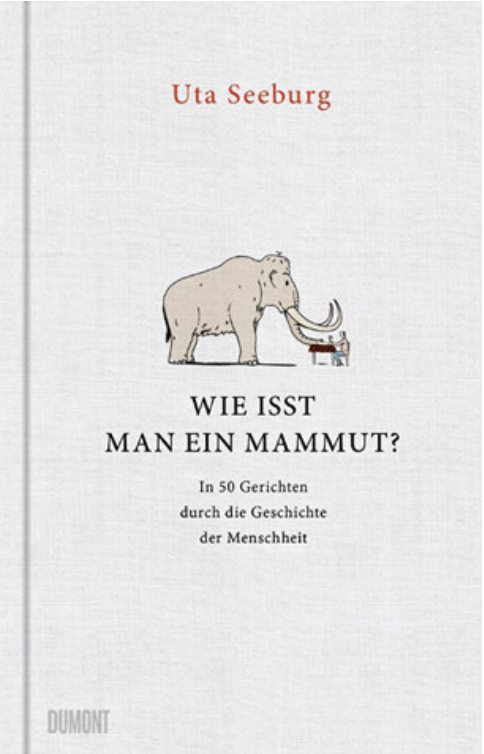 Uta Seeburg
WIE ISST
MAN EIN MAMMUT?
In 50 Gerichten
durch die Geschichte
der Menschheit
DUMONT